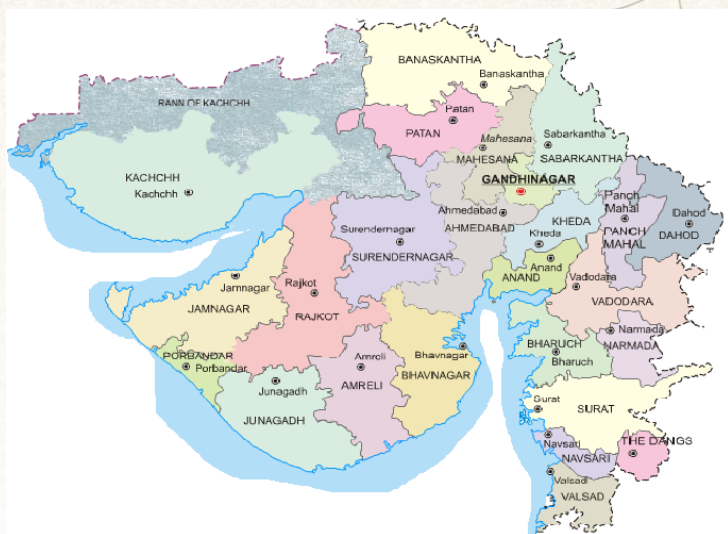 BANASKANTHA
Banaskantha
RANN OF KACHCHH
Patan
PATAN
Mahesana
MAHESANA
Sabarkantha
SABARKANTHA
KACHCHH
Kachchh
GANDHINAGAR
Panch
Mahal
PANCH
MAHAL
Dahod
DAHOD
Ahmedabad
AHMEDABAD
KHEDA
Kheda
Surendernagar
SURENDERNAGAR
Anand
ANAND
Vadodara
VADODARA
Jamnagar
JAMNAGAR
Rajkot
RAJKOT
Narmada
NARMADA
BHARUCH
Bharuch
PORBANDAR
Porbandar
Amreli
AMRELI
Bhavnagar
BHAVNAGAR
Junagadh
JUNAGADH
Surat
SURAT
Navsari
NAVSARI
THE DANGS
Valsad
VALSAD